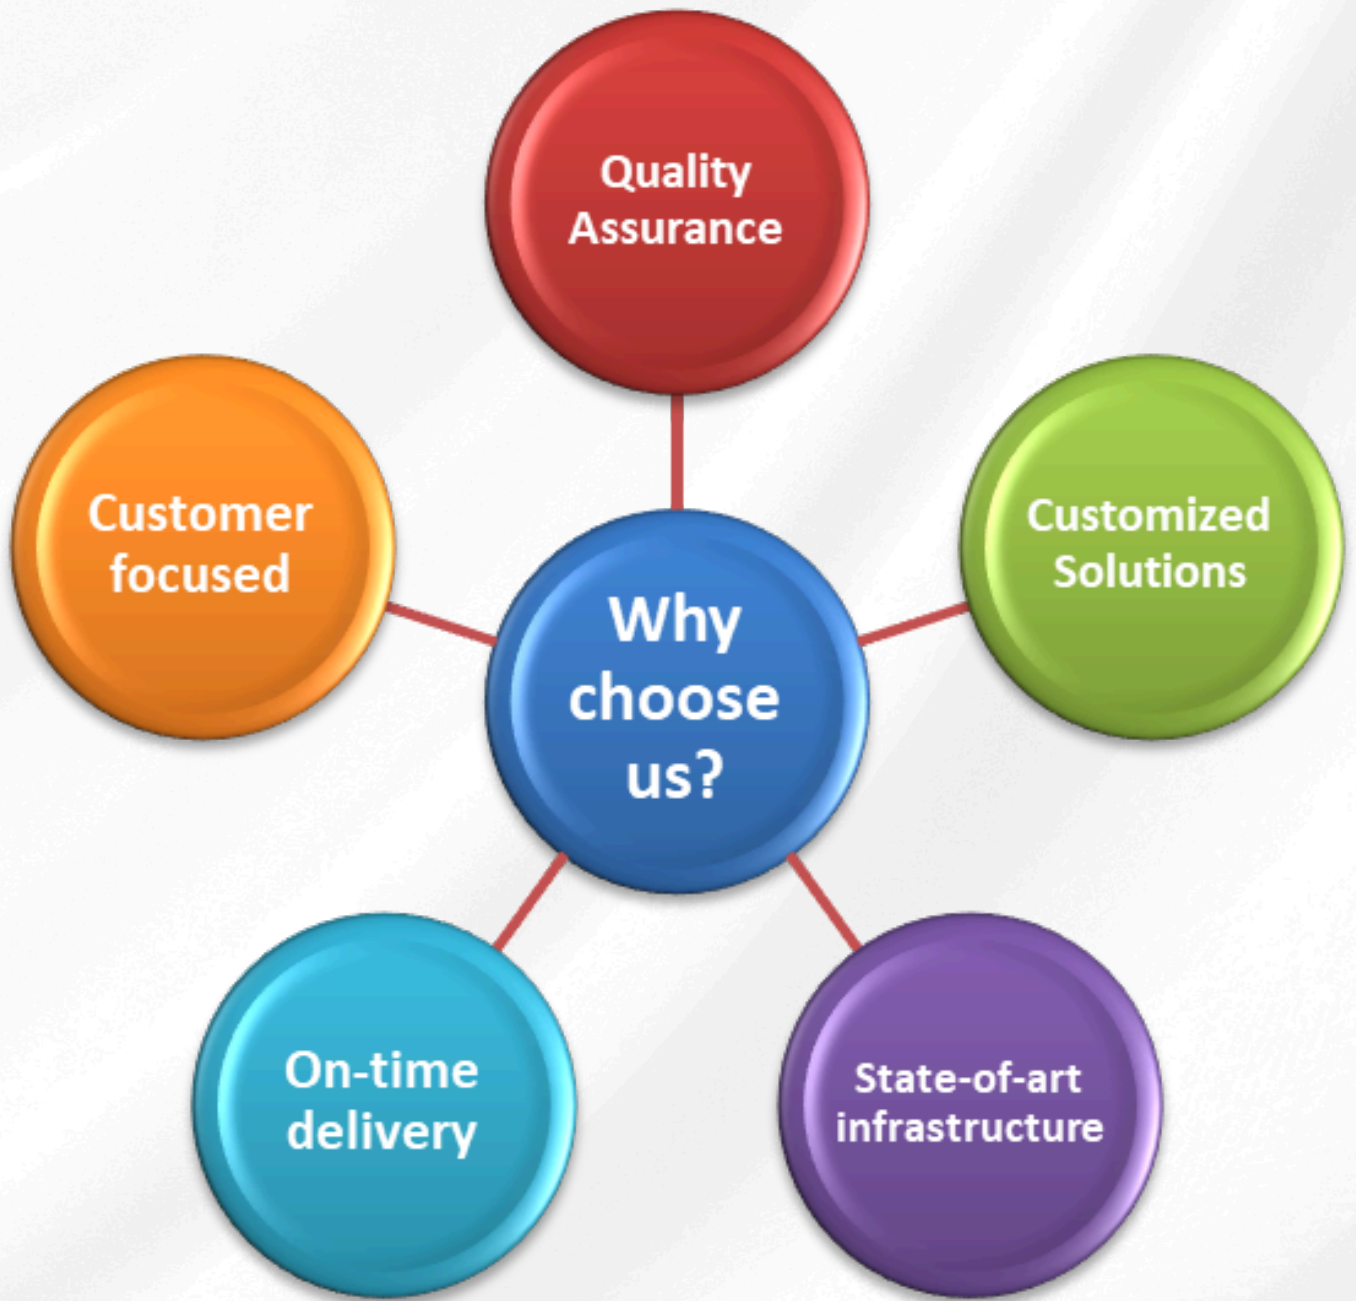 Quality
Assurance
Customized
Solutions
State-of-art
infrastructure
On-time
delivery
Customer
focused
Why
choose
us?